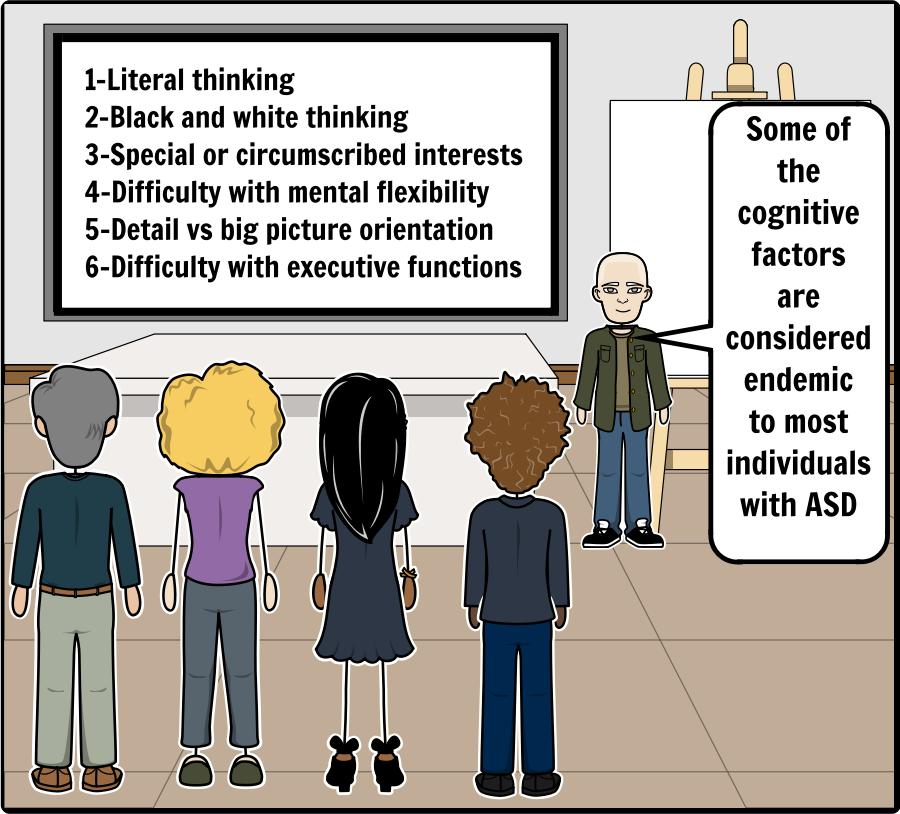 1-Literal thinking
2-Black and white thinking
3-Special or circumscribed interests
4-Difficulty with mental flexibility
5-Detail vs big picture orientation
6-Difficulty with executive functions
Some of
the
cognitive
factors
are
considered
endemic
to most
individuals
with ASD